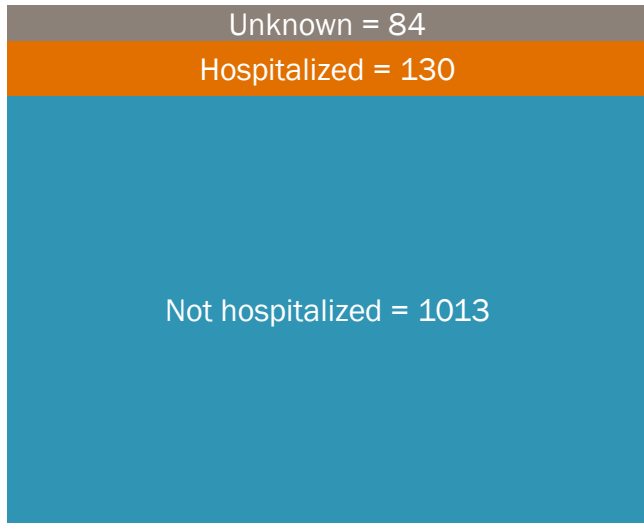 Unknown = 84
Hospitalized = 130
Not hospitalized = 1013